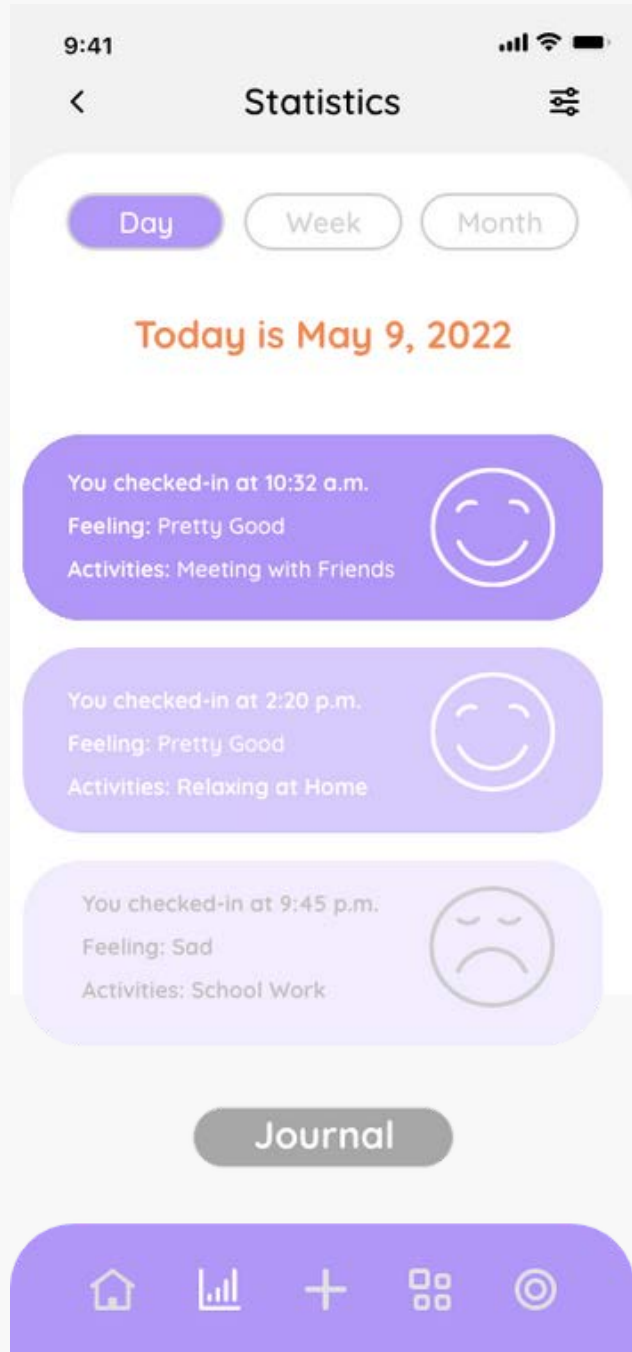 9:41
Statistics
Day Week Month
Today is May 9, 2022
You checked-in at 10:32 a.m.
Feeling: Pretty Good
Activities: Meeting with Friends
You checked-in at 2:20 p.m.
Feeling: Pretty Good
Activities: Relaxing at Home
You checked-in at 9:45 p.m.
Feeling: Sad
Activities: School Work
Journal